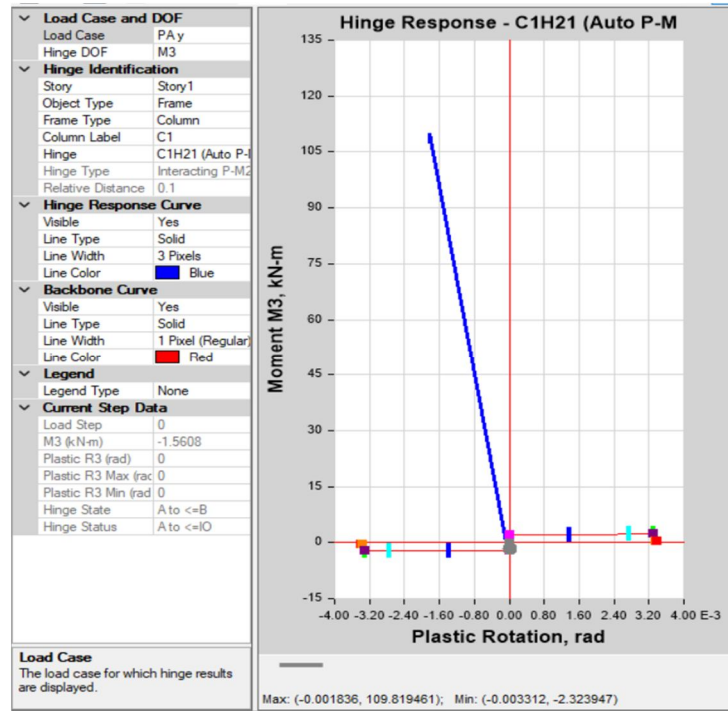 Load Case and DOF
Load Case PA y
Hinge DOF M3
Hinge Identification
Story Story1
Object Type Frame
Frame Type Column
Column Label C1
Hinge C1H21 (Auto P-I
Hinge Type Interacting P-M2
Relative Distance 0.1
Hinge Response Curve
Visible Yes
Line Type Solid
Line Width 3 Pixels
Line Color Blue
Backbone Curve
Visible Yes
Line Type Solid
Line Width 1 Pixel (Regular)
Line Color Red
Legend
Legend Type None
Current Step Data
Load Step 0
M3 (kN-m) -1.5608
Plastic R3 (rad) 0
Plastic R3 Max (rad 0
Plastic R3 Min (rad 0
Hinge State A to <=B
Hinge Status A to <=IO
Load Case
The load case for which hinge results
are displayed.
Hinge Response - C1H21 (Auto P-M
135
120
105
90
75
60
45
30
15
0
-15
Moment M3, kN-m
-4.00 -3.20 -2.40 -1.60 -0.80 0.00 0.80 1.60 2.40 3.20 4.00 E-3
Plastic Rotation, rad
Max: (-0.001836, 109.819461); Min: (-0.003312, -2.323947)